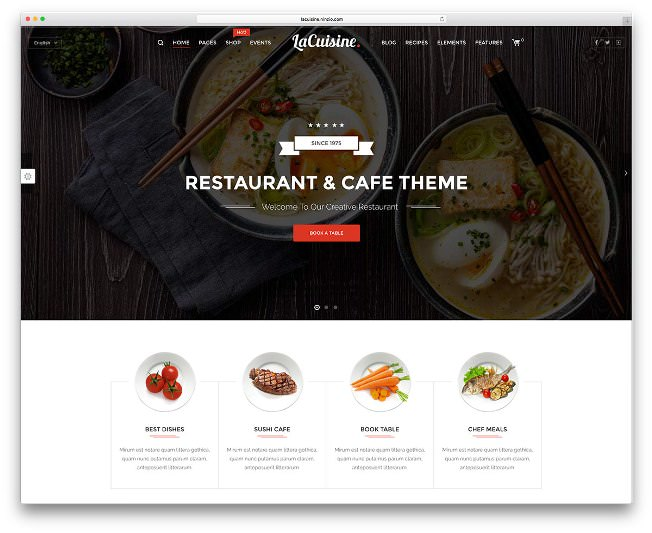 lacuisine.ninzio.com
English
HOME PAGES SHOP EVENTS
Hot!
LaCuisine.
BLOG RECIPES ELEMENTS FEATURES
0
SINCE 1975
RESTAURANT & CAFE THEME
Welcome To Our Creative Restaurant
BOOK A TABLE
BEST DISHES
Mirum est notare quam littera gothica, quam nunc putamus parum claram, anteposuerit litterarum
SUSHI CAFE
Mirum est notare quam littera gothica, quam nunc putamus parum claram, anteposuerit litterarum
BOOK TABLE
Mirum est notare quam littera gothica, quam nunc putamus parum claram, anteposuerit litterarum
CHEF MEALS
Mirum est notare quam littera gothica, quam nunc putamus parum claram, anteposuerit litterarum